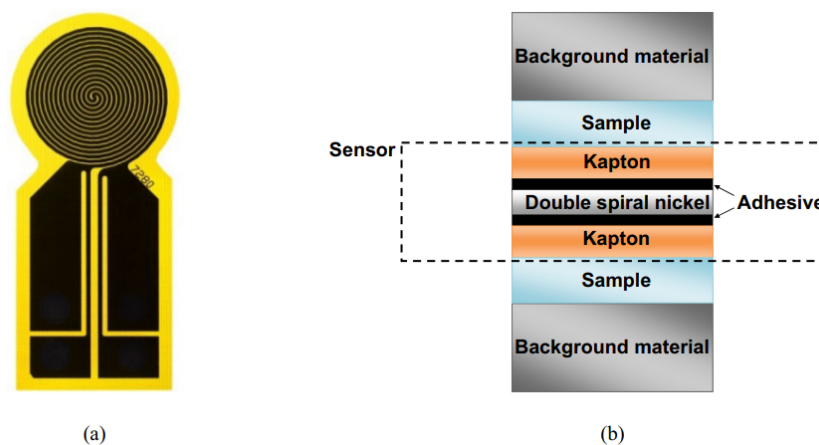 7280
Background material
Sample
Sensor
Kapton
Double spiral nickel
Adhesive
Kapton
Sample
Background material
(a)
(b)